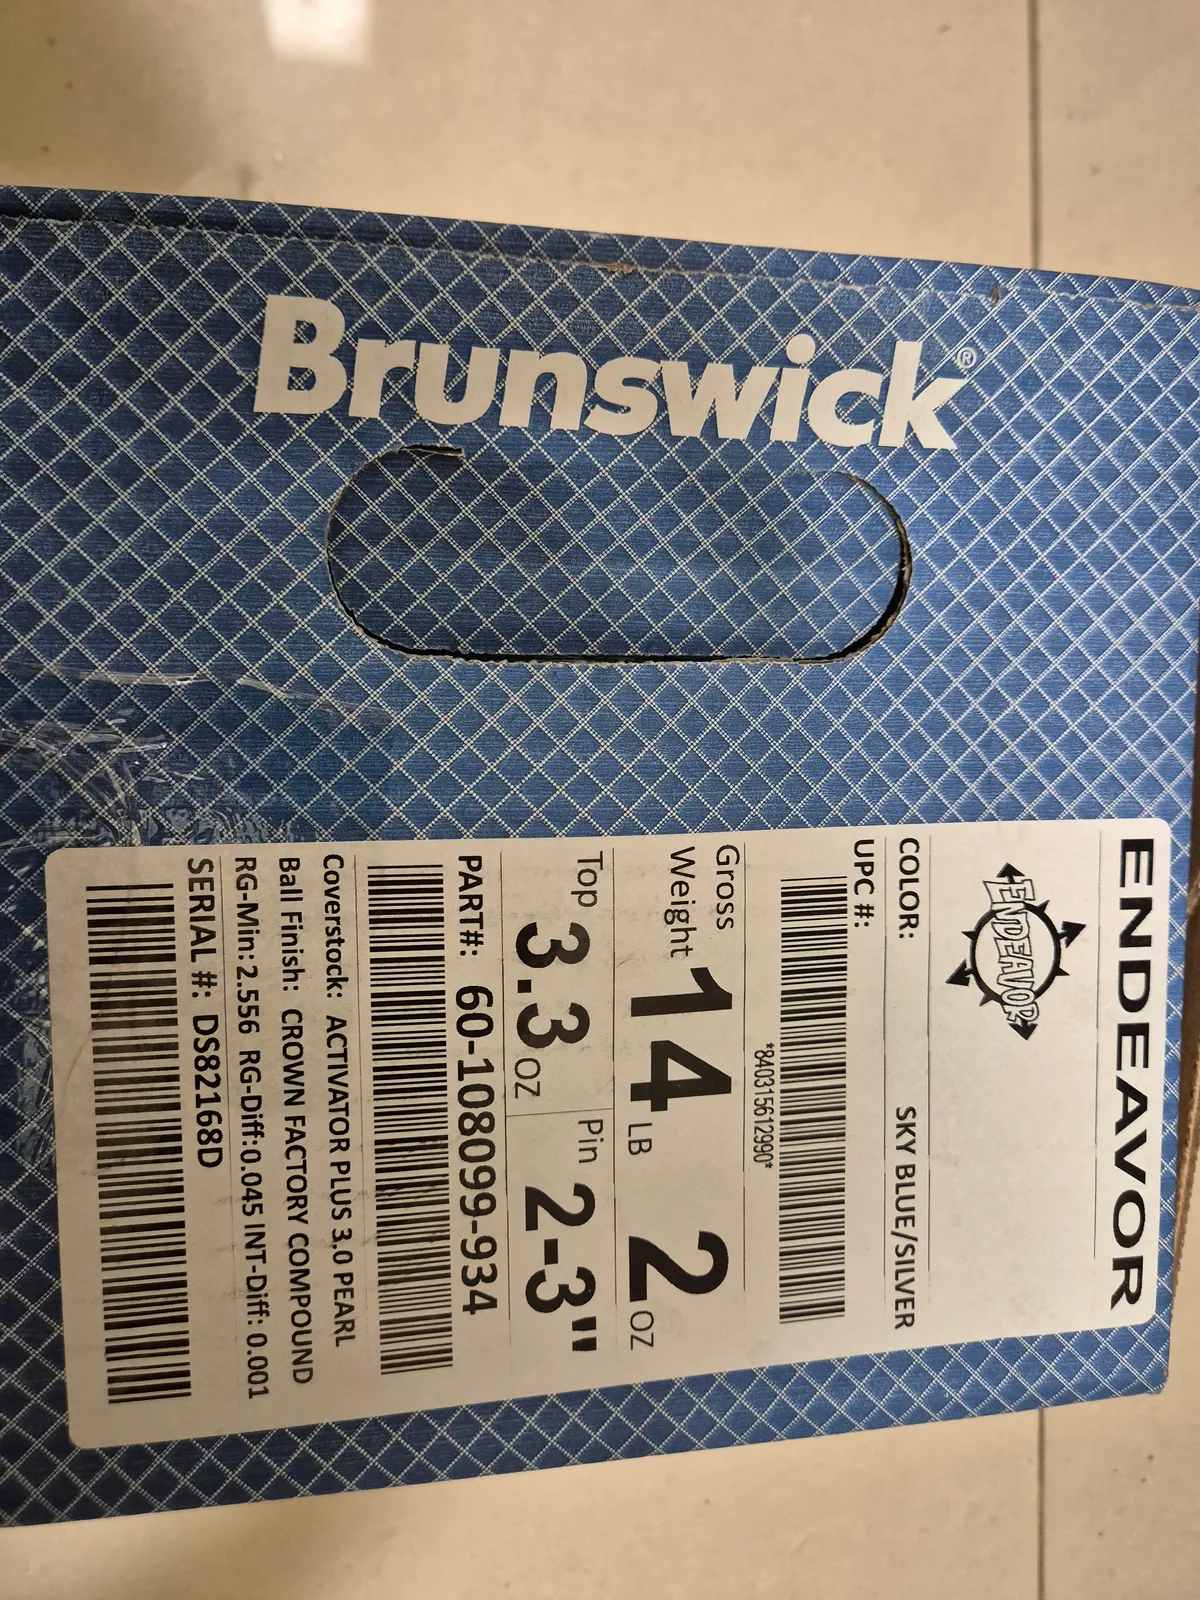 Brunswick®
ENDEAVOR
ENDEAVOR
COLOR: SKY BLUE/SILVER
UPC #:
*840315612990*
Gross Weight 14 LB 2 OZ
Top 3.3 OZ Pin 2-3"
PART#: 60-108099-934
Coverstock: ACTIVATOR PLUS 3.0 PEARL
Ball Finish: CROWN FACTORY COMPOUND
RG-Min: 2.556 RG-Diff:0.045 INT-Diff: 0.001
SERIAL #: DS82168D